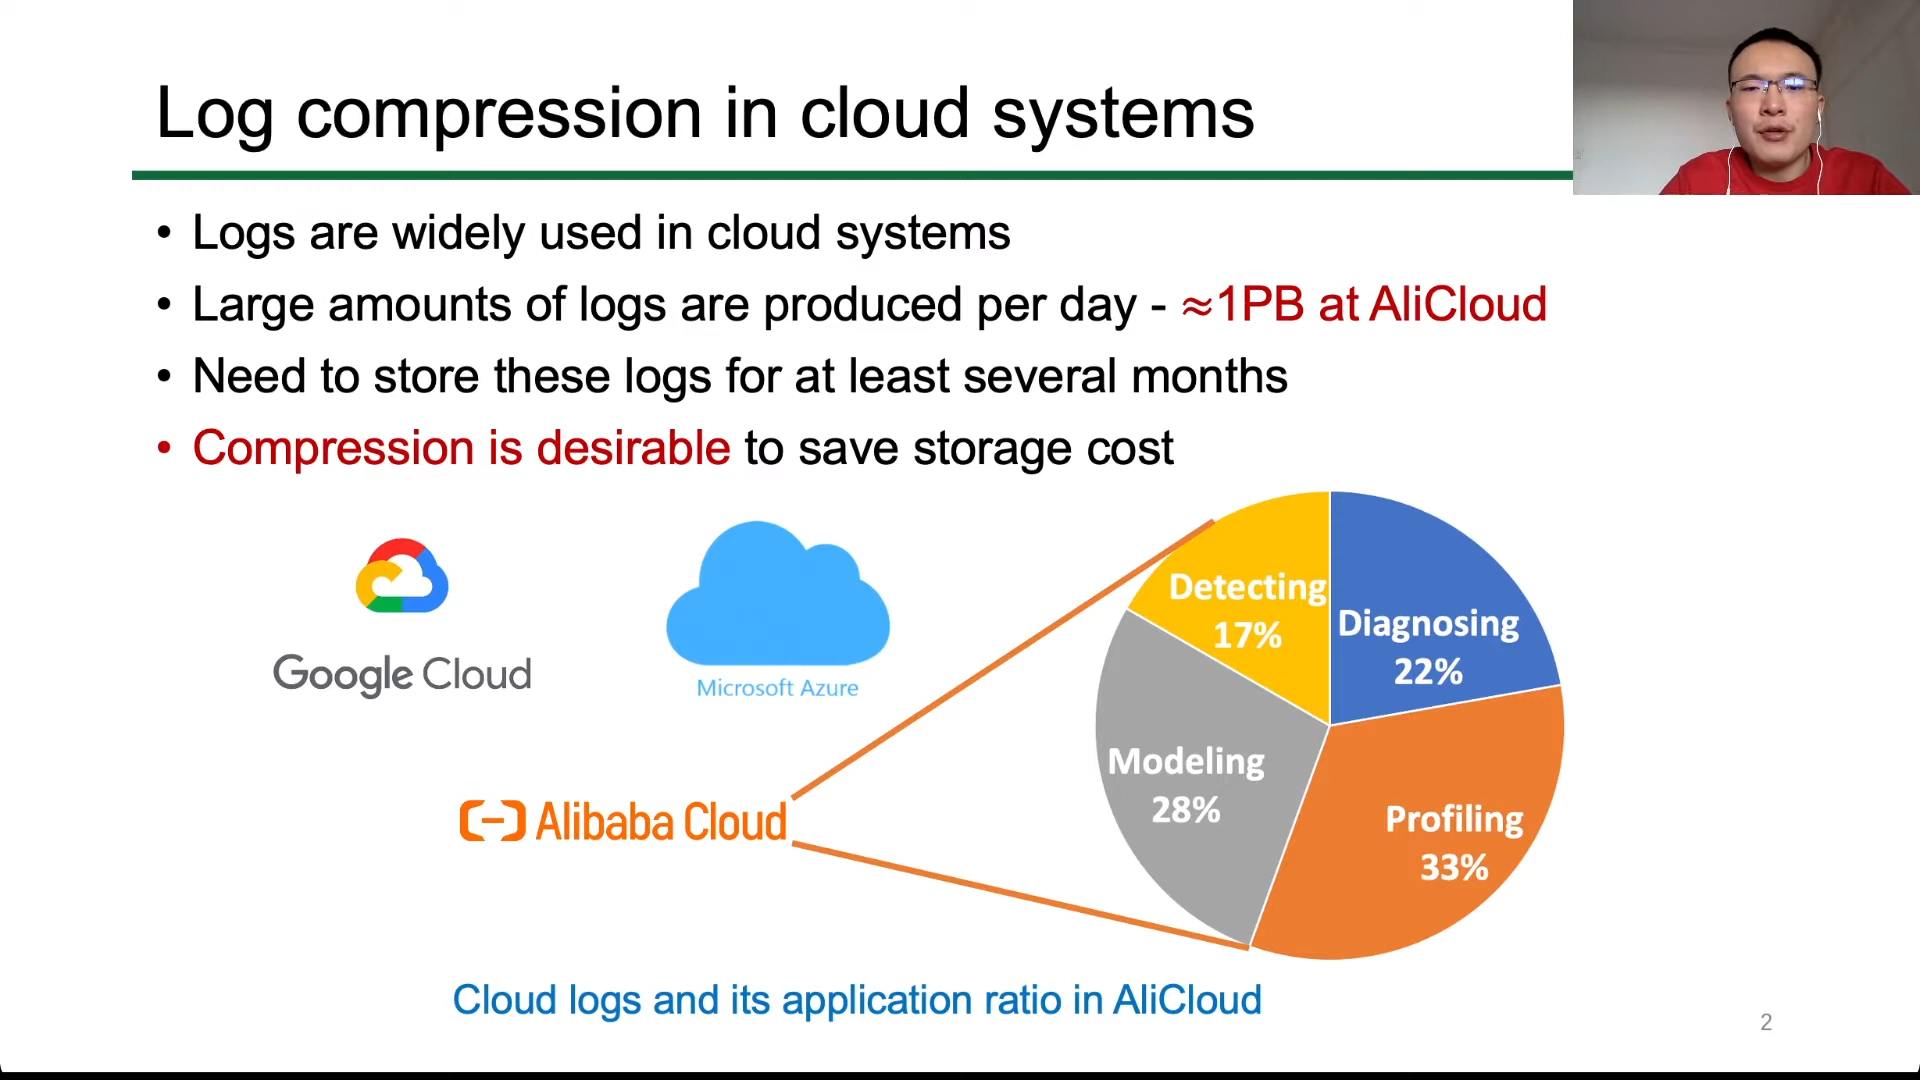 Log compression in cloud systems
• Logs are widely used in cloud systems
• Large amounts of logs are produced per day - ≈1PB at AliCloud
• Need to store these logs for at least several months
• Compression is desirable to save storage cost
Google Cloud
Microsoft Azure
Alibaba Cloud
Detecting
17%
Diagnosing
22%
Modeling
28%
Profiling
33%
Cloud logs and its application ratio in AliCloud
2